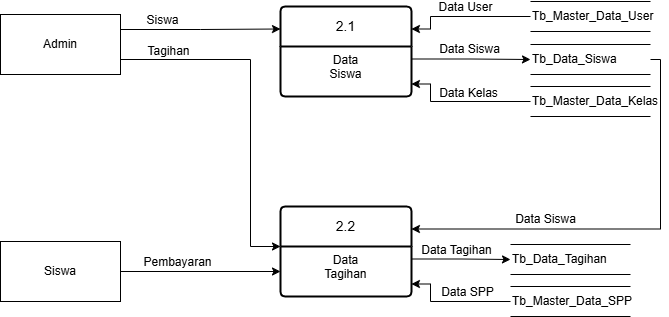 Siswa
Data User
Tb_Master_Data_User
Admin
2.1
Tagihan
Data Siswa
Data
Siswa
Tb_Data_Siswa
Data Kelas
Tb_Master_Data_Kelas
2.2
Data Siswa
Siswa
Pembayaran
Data
Tagihan
Data Tagihan
Tb_Data_Tagihan
Data SPP
Tb_Master_Data_SPP